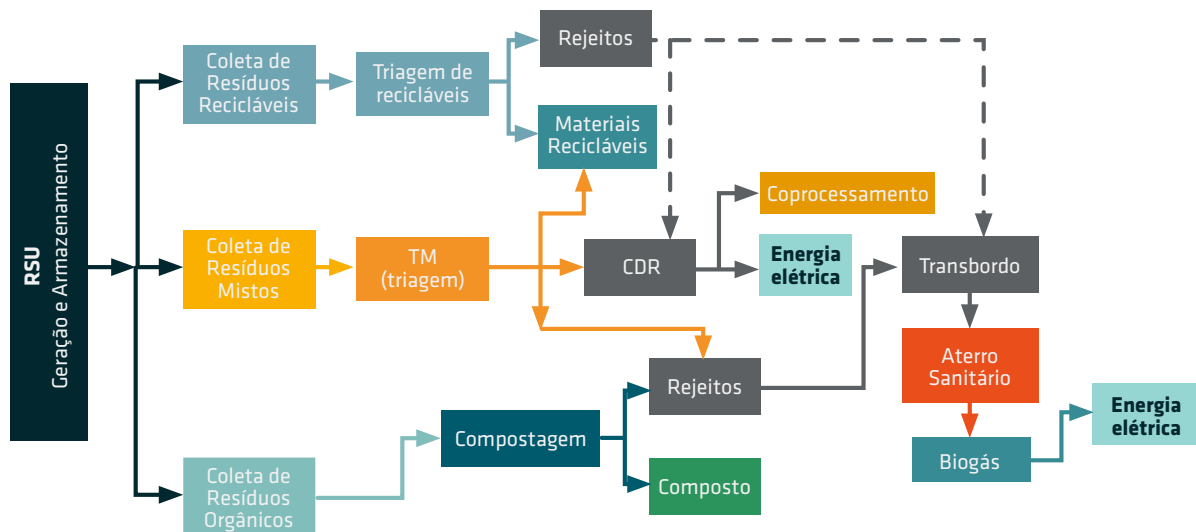 RSU
Geração e Armazenamento
Coleta de
Resíduos
Recicláveis
Triagem de
recicláveis
Rejeitos
Materiais
Recicláveis
Coleta de
Resíduos
Mistos
TM
(triagem)
CDR
Coprocessamento
Energia
elétrica
Transbordo
Aterro
Sanitário
Biogás
Energia
elétrica
Coleta de
Resíduos
Orgânicos
Compostagem
Rejeitos
Composto